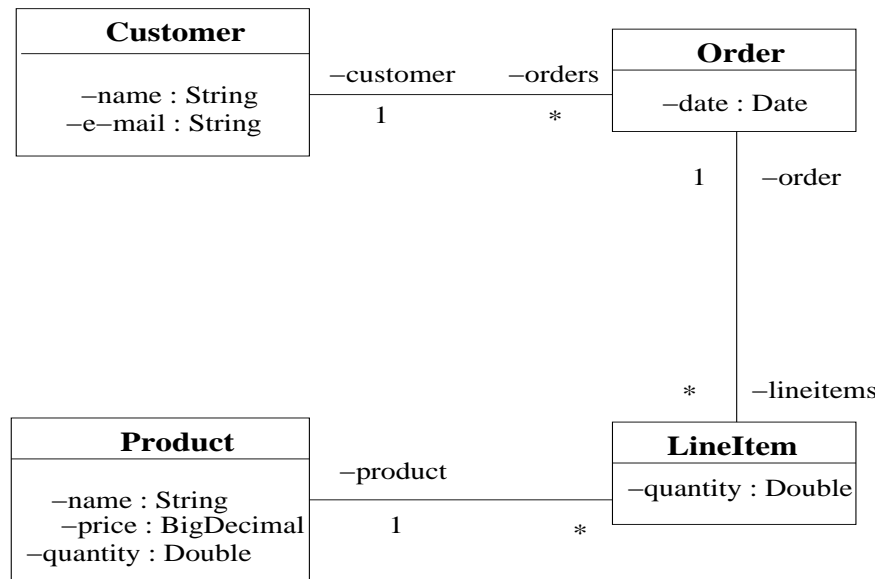 Customer
–name : String
–e–mail : String
–customer
1
–orders
*
Order
–date : Date
1
–order
*
–lineitems
Product
–name : String
–price : BigDecimal
–quantity : Double
–product
1
*
LineItem
–quantity : Double